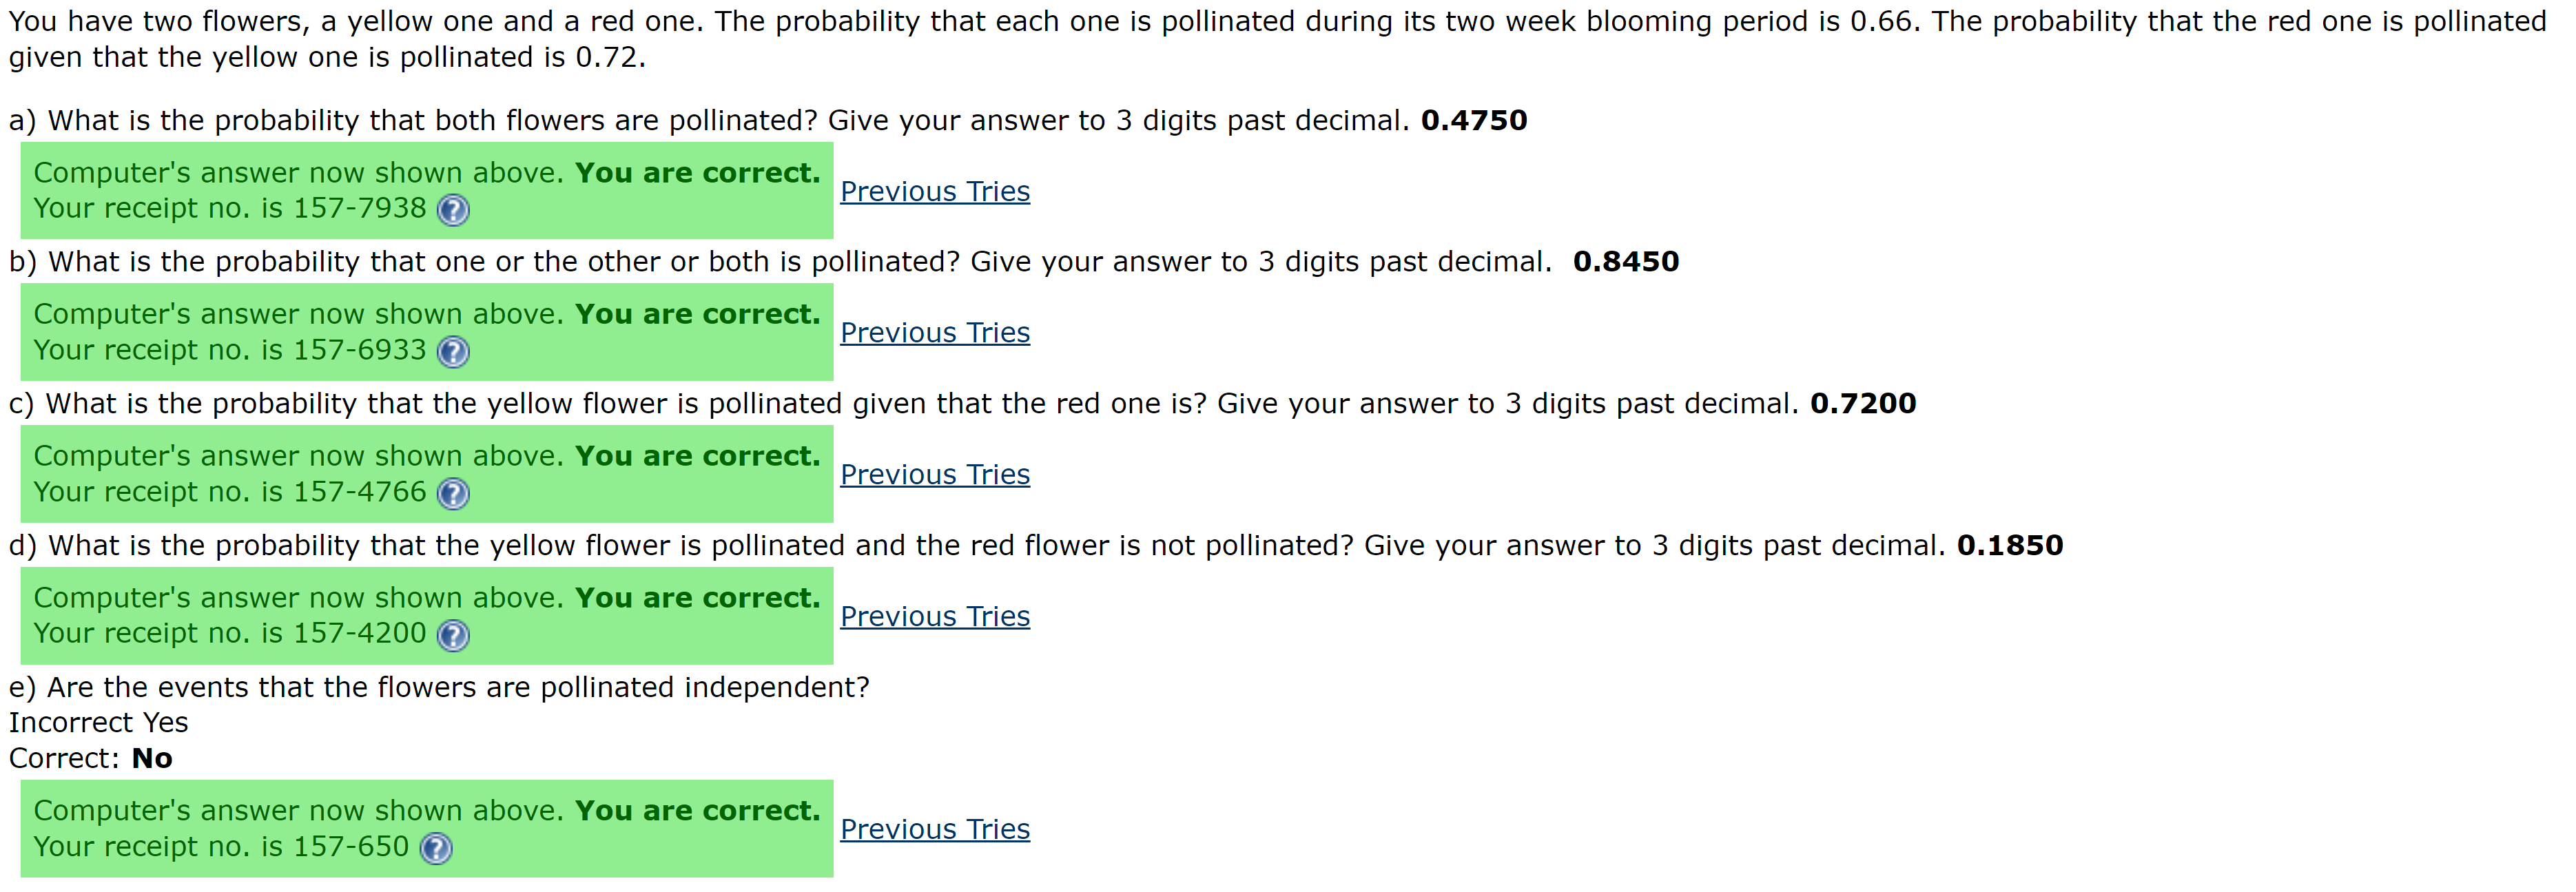 You have two flowers, a yellow one and a red one. The probability that each one is pollinated during its two week blooming period is 0.66. The probability that the red one is pollinated
given that the yellow one is pollinated is 0.72.
a) What is the probability that both flowers are pollinated? Give your answer to 3 digits past decimal. 0.4750
Computer's answer now shown above. You are correct.
Your receipt no. is 157-7938 ?
Previous Tries
b) What is the probability that one or the other or both is pollinated? Give your answer to 3 digits past decimal. 0.8450
Computer's answer now shown above. You are correct.
Your receipt no. is 157-6933 ?
Previous Tries
c) What is the probability that the yellow flower is pollinated given that the red one is? Give your answer to 3 digits past decimal. 0.7200
Computer's answer now shown above. You are correct.
Your receipt no. is 157-4766 ?
Previous Tries
d) What is the probability that the yellow flower is pollinated and the red flower is not pollinated? Give your answer to 3 digits past decimal. 0.1850
Computer's answer now shown above. You are correct.
Your receipt no. is 157-4200 ?
Previous Tries
e) Are the events that the flowers are pollinated independent?
Incorrect Yes
Correct: No
Computer's answer now shown above. You are correct.
Your receipt no. is 157-650 ?
Previous Tries